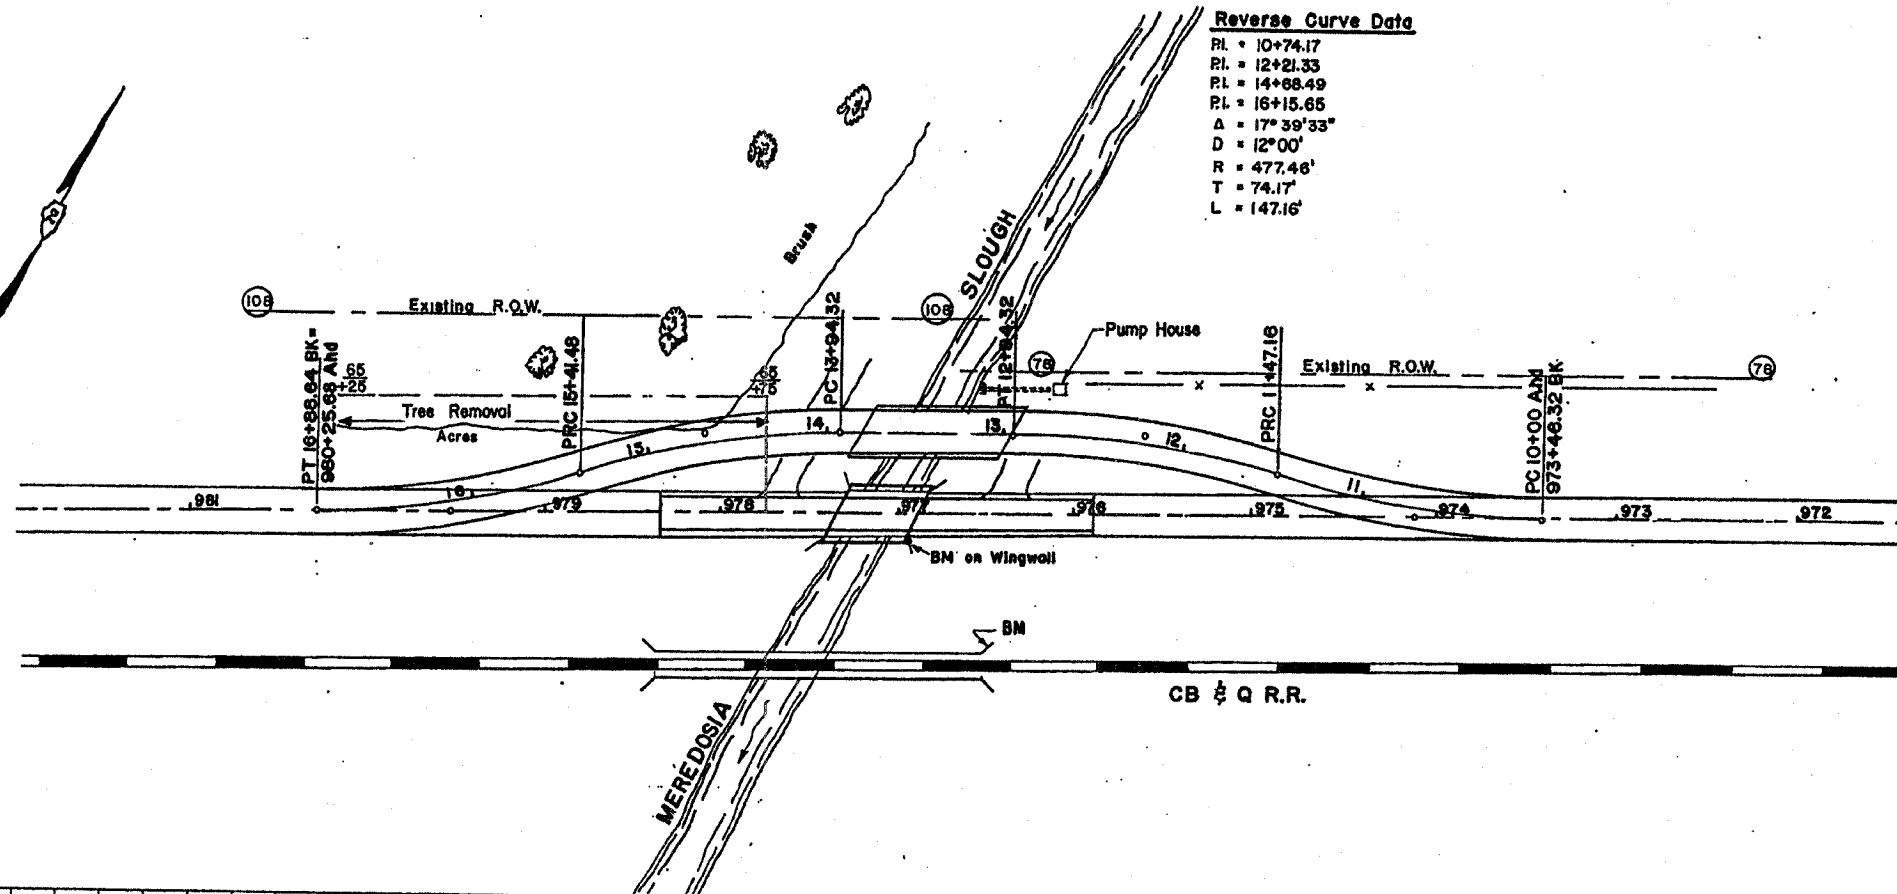 Reverse Curve Data
P.I. = 10+74.17
P.I. = 12+21.33
P.I. = 14+68.49
P.I. = 16+15.65
Δ = 17°39'33"
D = 12°00'
R = 477.46'
T = 74.17'
L = 147.16'
SLOUGH
Brush
108
Existing R.O.W.
108
Pump House
78
Existing R.O.W.
78
PT 16+88.64 BK=
980+25.68 Ahd
65
+25
PRC 15+41.48
PC 13+94.32
PT 12+94.32
PRC 11+47.16
PC 10+00 Ahd
973+46.32 BK
Tree Removal
Acres
16
15
14
13
12
11
981
979
978
977
976
975
974
973
972
BM on Wingwall
BM
CB & Q R.R.
MEREDOSIA